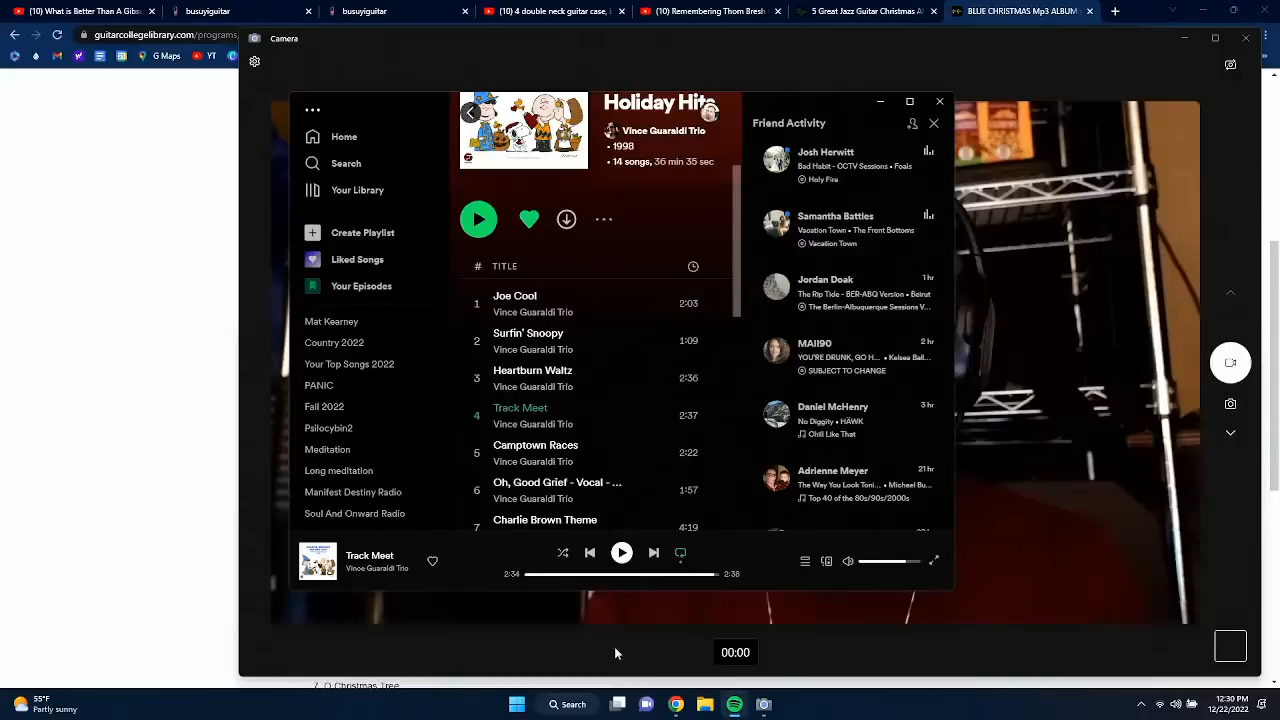 (10) What is Better Than A Gibs
busuyiguitar
busuyiguitar
(10) 4 double neck guitar case, 
(10) Remembering Thom Bresh
5 Great Jazz Guitar Christmas Al
BLUE CHRISTMAS Mp3 ALBUM
guitarcollegelibrary.com/programs
G Maps
YT
Camera
Holiday Hits
Vince Guaraldi Trio
• 1998
• 14 songs, 36 min 35 sec
Home
Search
Your Library
Create Playlist
Liked Songs
Your Episodes
Mat Kearney
Country 2022
Your Top Songs 2022
PANIC
Fall 2022
Psilocybin2
Meditation
Long meditation
Manifest Destiny Radio
Soul And Onward Radio
# TITLE
1 Joe Cool 2:03
Vince Guaraldi Trio
2 Surfin' Snoopy 1:09
Vince Guaraldi Trio
3 Heartburn Waltz 2:36
Vince Guaraldi Trio
4 Track Meet 2:37
Vince Guaraldi Trio
5 Camptown Races 2:22
Vince Guaraldi Trio
6 Oh, Good Grief - Vocal - ... 1:57
Vince Guaraldi Trio
7 Charlie Brown Theme 4:19
Friend Activity
Josh Herwitt
Bad Habit - CCTV Sessions • Foals
Holy Fire
Samantha Battles
Vacation Town • The Front Bottoms
Vacation Town
Jordan Doak 1 hr
The Rip Tide - BER-ABQ Version • Beirut
The Berlin-Albuquerque Sessions V...
MAll90 2 hr
YOU'RE DRUNK, GO H... • Kelsea Ball...
SUBJECT TO CHANGE
Daniel McHenry 3 hr
No Diggity • HÄWK
Chill Like That
Adrienne Meyer 21 hr
The Way You Look Toni... • Michael Bu...
Top 40 of the 80s/90s/2000s
Track Meet
Vince Guaraldi Trio
2:34
2:38
00:00
7. O Christmas Tree
55°F
Partly sunny
Search
12:30 PM
12/22/2022